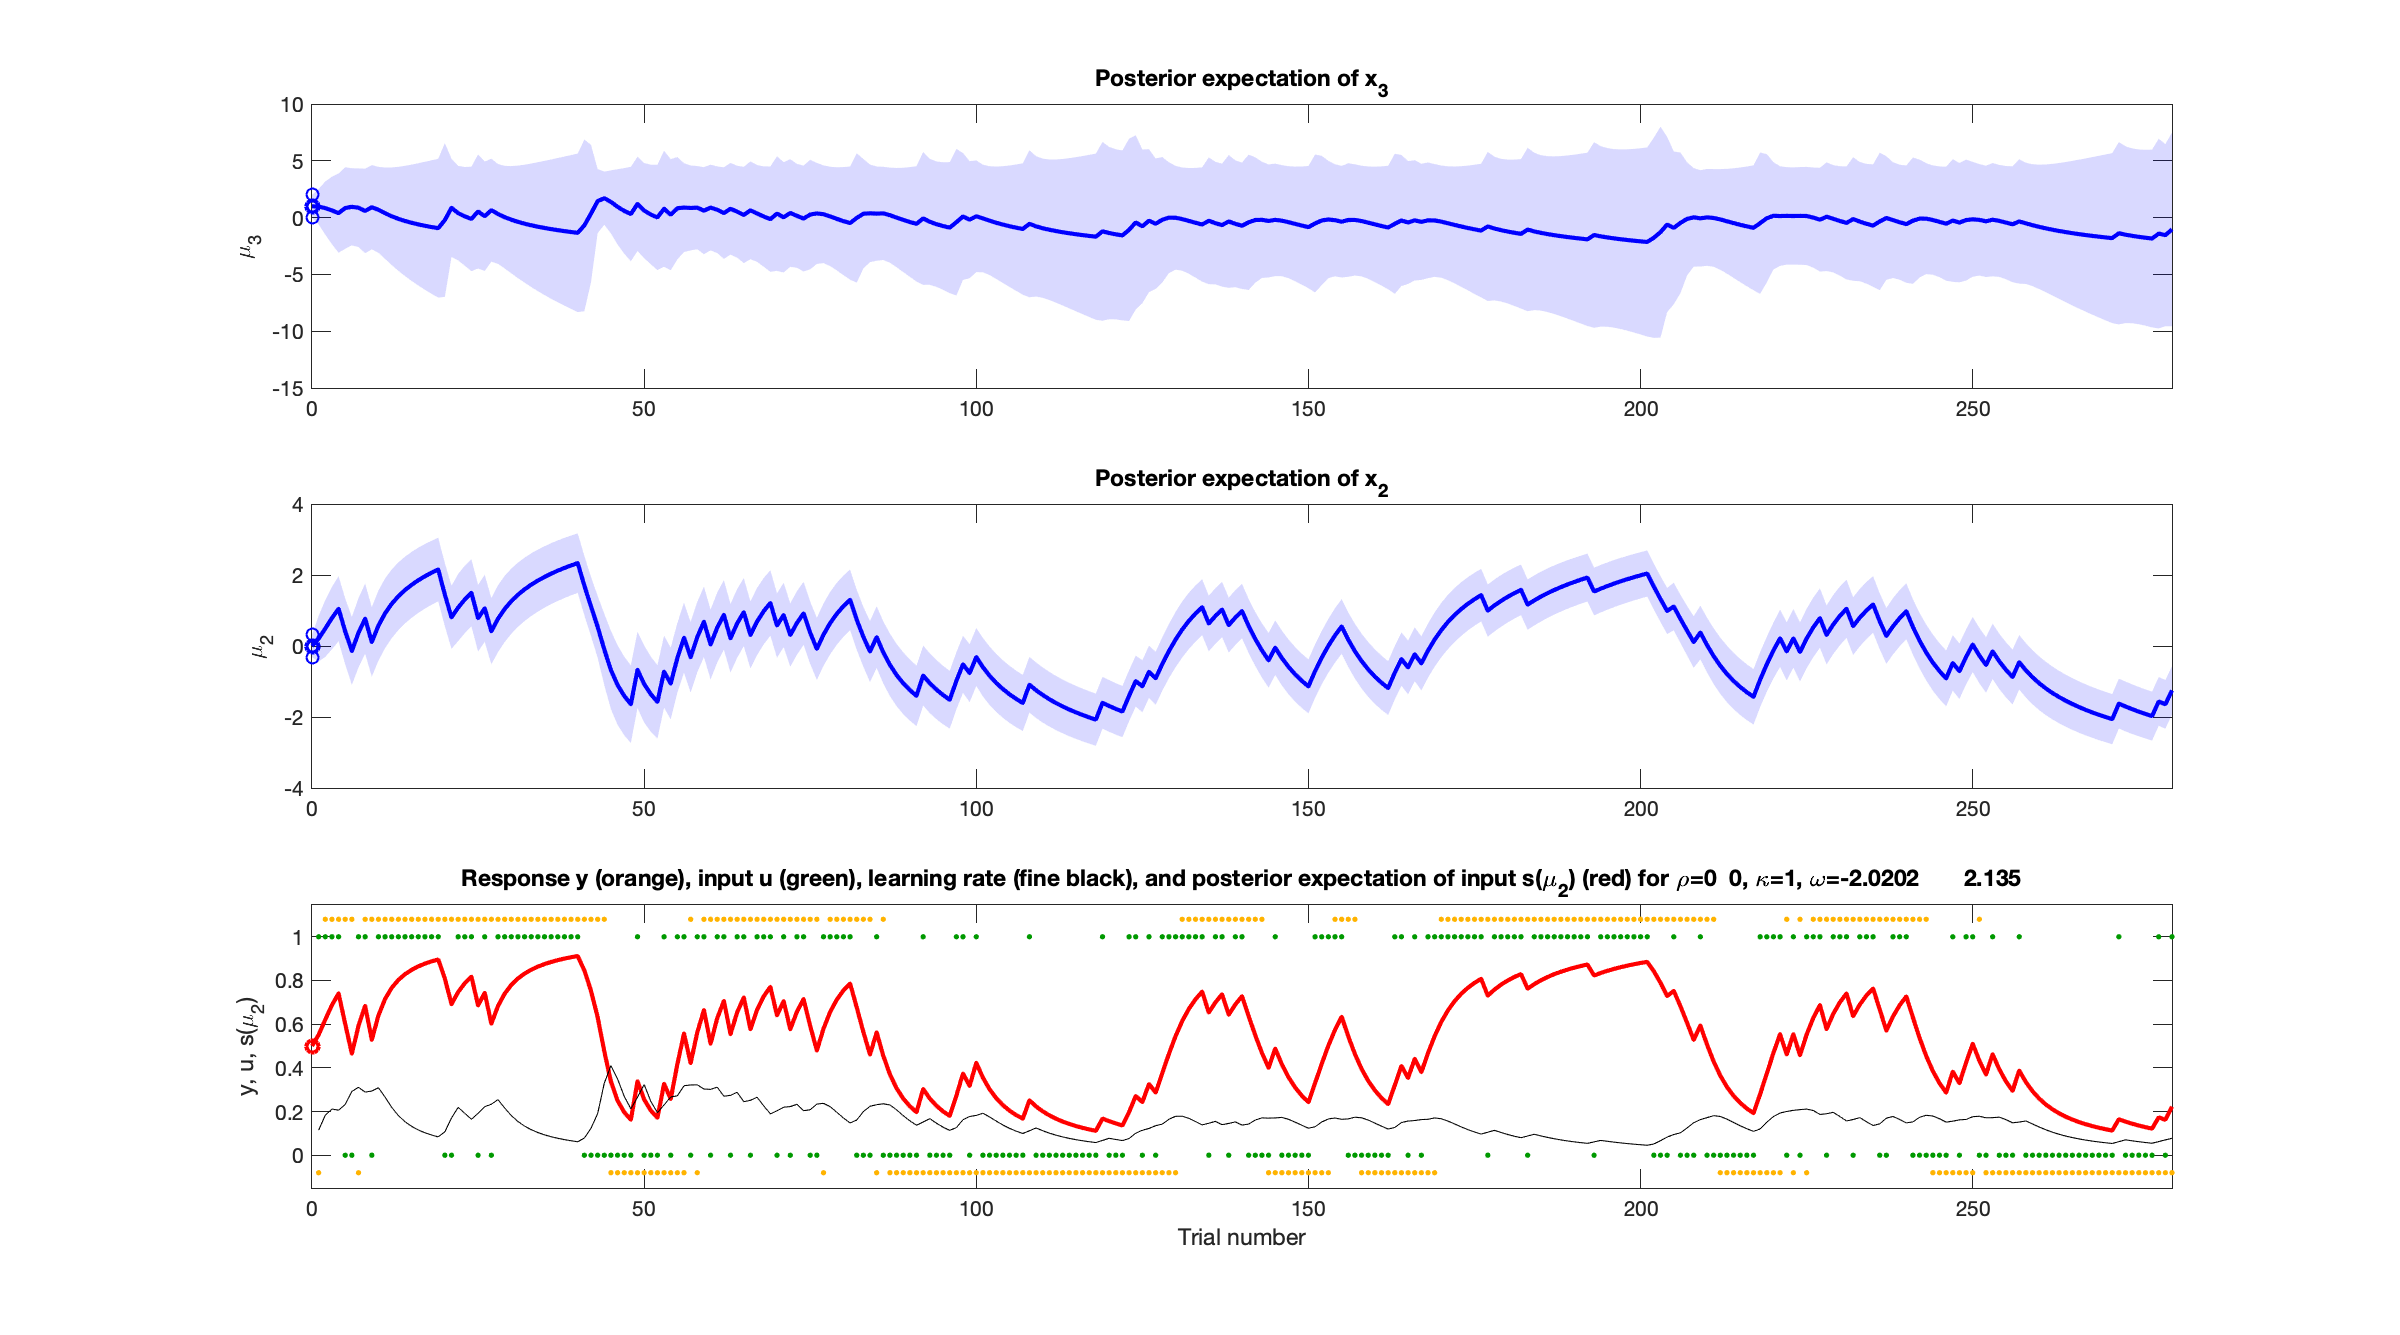 Posterior expectation of x3
10
5
0
-5
-10
-15
μ3
0 50 100 150 200 250
Posterior expectation of x2
4
2
0
-2
-4
μ2
0 50 100 150 200 250
Response y (orange), input u (green), learning rate (fine black), and posterior expectation of input s(μ2) (red) for ρ=0 0, κ=1, ω=-2.0202 2.135
1
0.8
0.6
0.4
0.2
0
y, u, s(μ2)
0 50 100 150 200 250
Trial number